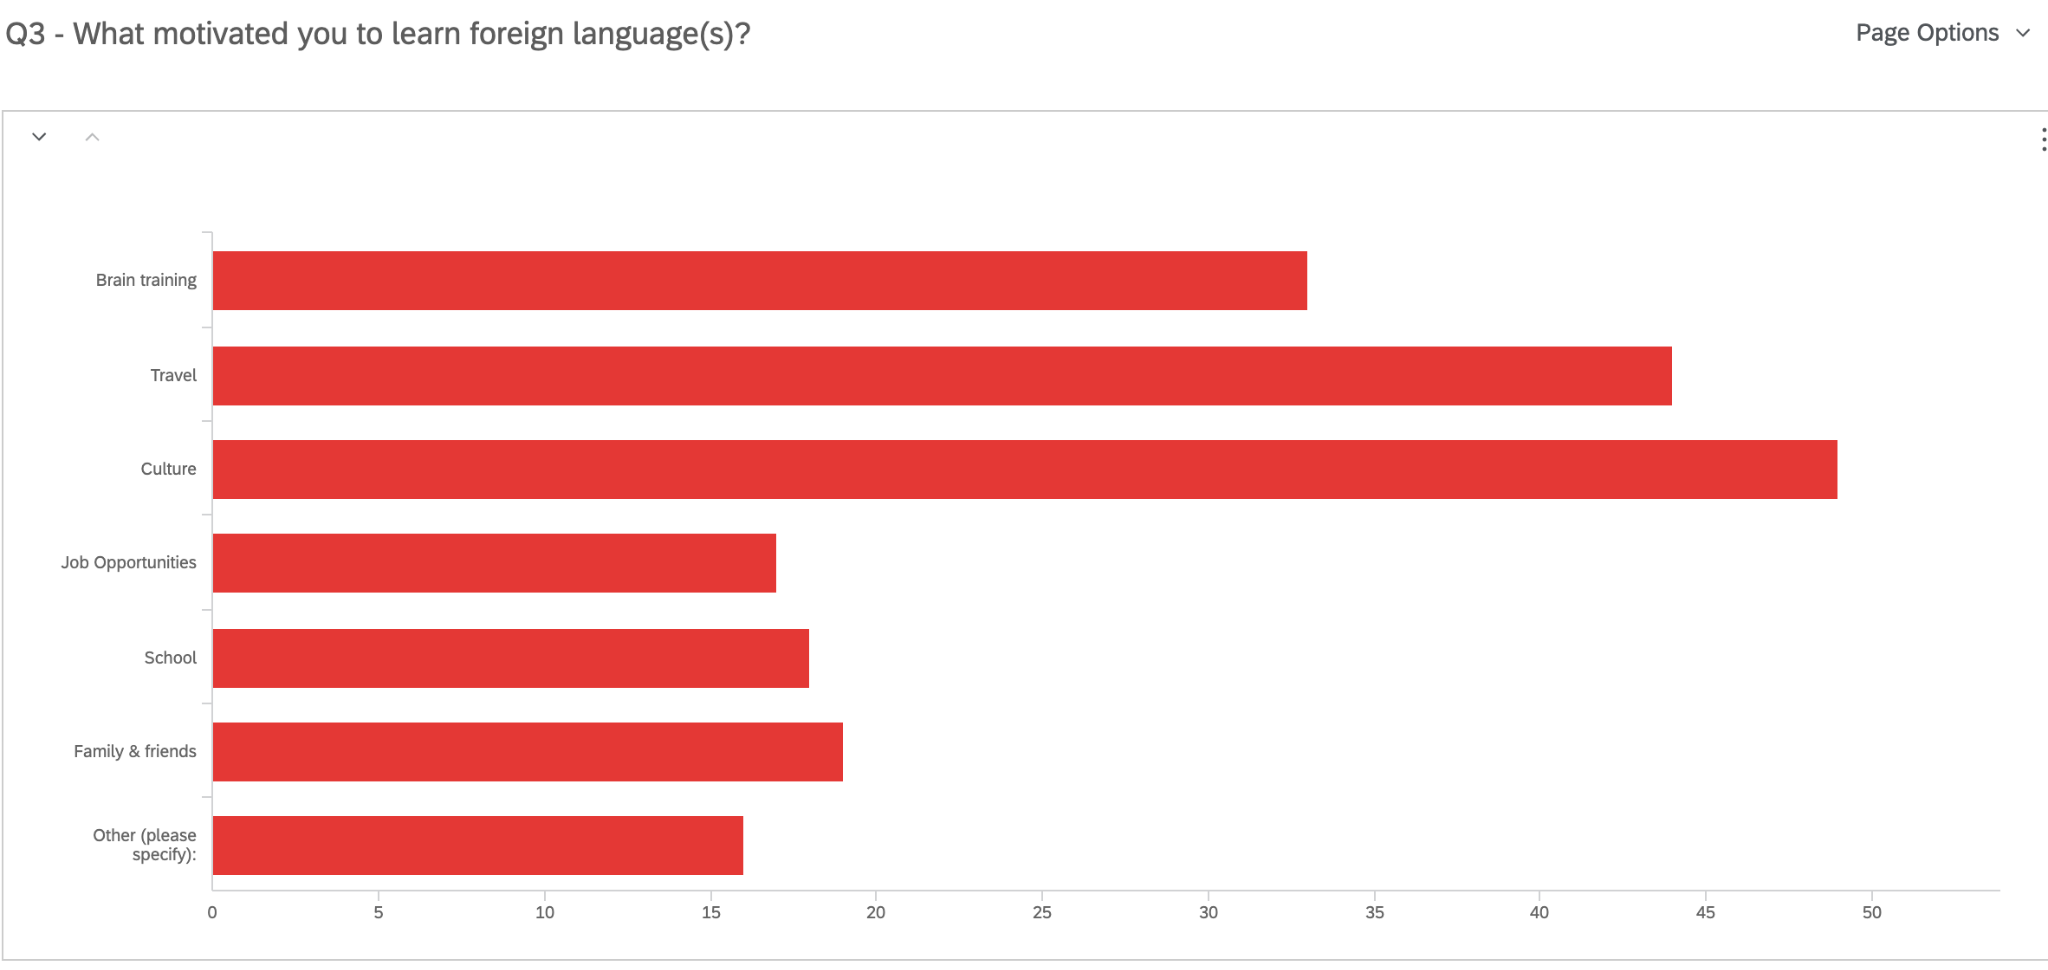 Q3 - What motivated you to learn foreign language(s)?
Page Options
Brain training
Travel
Culture
Job Opportunities
School
Family & friends
Other (please
specify):
0 5 10 15 20 25 30 35 40 45 50